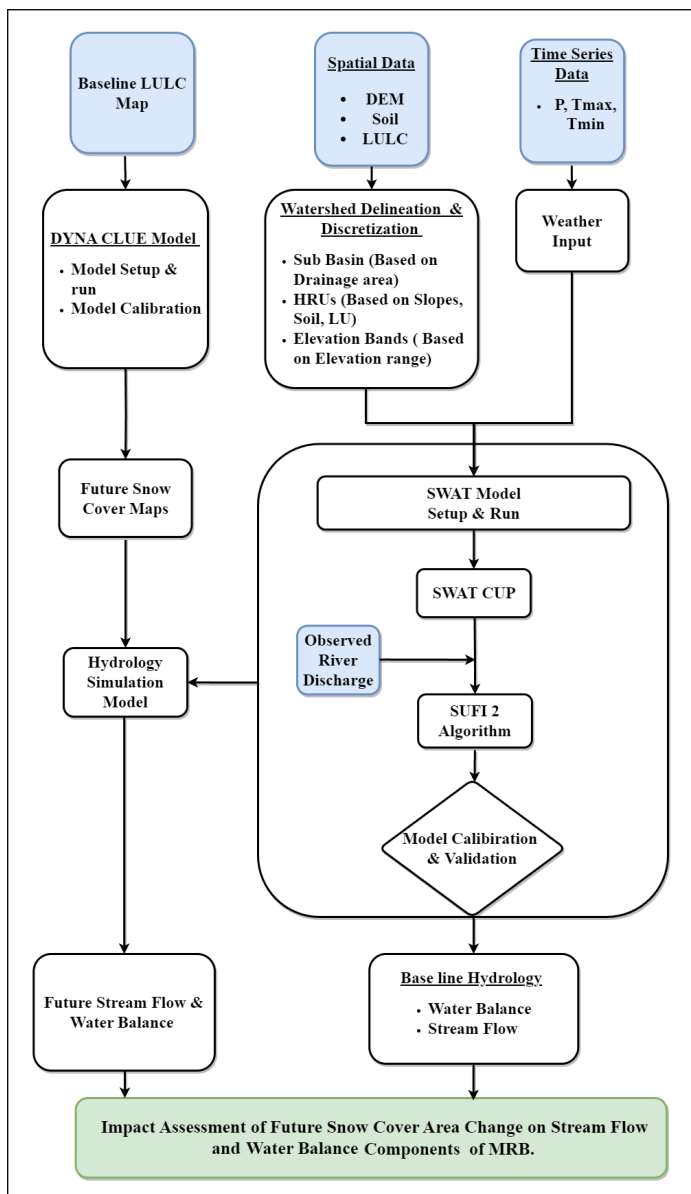 Baseline LULC
Map
Spatial Data
• DEM
• Soil
• LULC
Time Series
Data
• P, Tmax,
Tmin
DYNA CLUE Model
• Model Setup &
run
• Model Calibration
Watershed Delineation &
Discretization
• Sub Basin (Based on
Drainage area)
• HRUs (Based on Slopes,
Soil, LU)
• Elevation Bands ( Based
on Elevation range)
Weather
Input
Future Snow
Cover Maps
SWAT Model
Setup & Run
SWAT CUP
Observed
River
Discharge
Hydrology
Simulation
Model
SUFI 2
Algorithm
Model Calibiration
& Validation
Future Stream Flow &
Water Balance
Base line Hydrology
• Water Balance
• Stream Flow
Impact Assessment of Future Snow Cover Area Change on Stream Flow
and Water Balance Components of MRB.